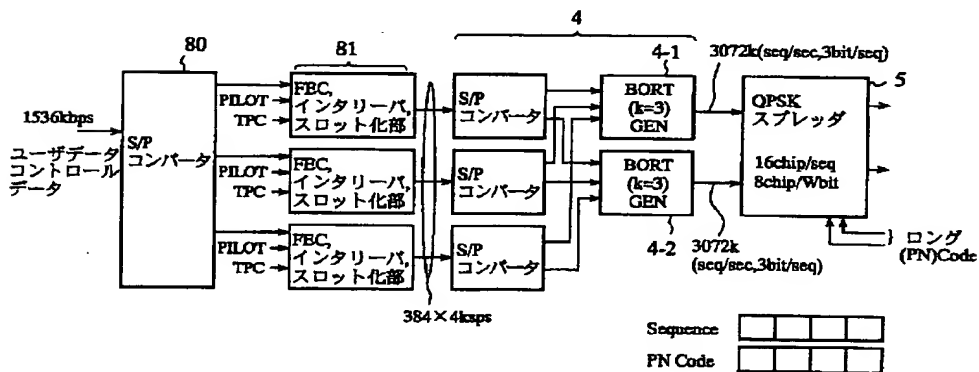 80
81
4
1536kbps
ユーザデータ
コントロール
データ
S/P
コンバータ
PILOT
TPC
FEC,
インタリーバ,
スロット化部
PILOT
TPC
FEC,
インタリーバ,
スロット化部
PILOT
TPC
FEC,
インタリーバ,
スロット化部
384×4ksps
S/P
コンバータ
S/P
コンバータ
S/P
コンバータ
4-1
BORT
(k=3)
GEN
BORT
(k=3)
GEN
4-2
3072k(seq/sec,3bit/seq)
3072k
(seq/sec,3bit/seq)
5
QPSK
スプレッダ
16chip/seq
8chip/Wbit
ロング
(PN)Code
Sequence
PN Code